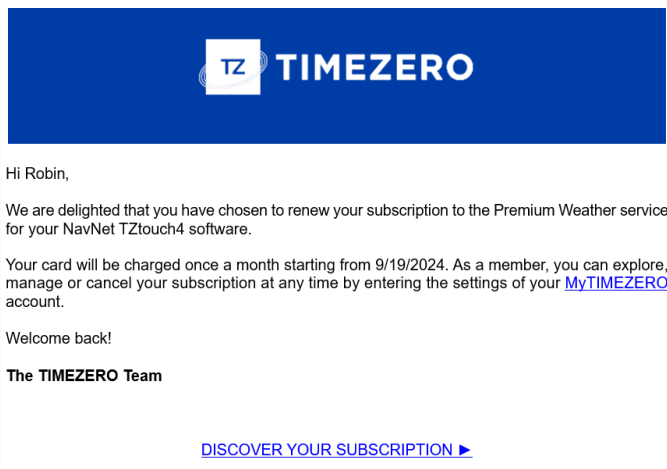 TZ TIMEZERO
Hi Robin,
We are delighted that you have chosen to renew your subscription to the Premium Weather service
for your NavNet TZtouch4 software.
Your card will be charged once a month starting from 9/19/2024. As a member, you can explore,
manage or cancel your subscription at any time by entering the settings of your MyTIMEZERO
account.
Welcome back!
The TIMEZERO Team
DISCOVER YOUR SUBSCRIPTION ►